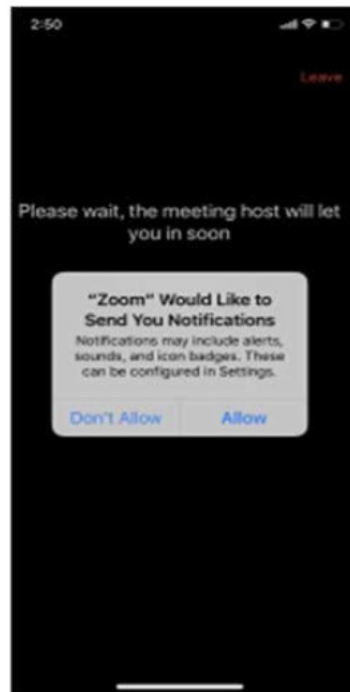 2:50
Leave
Please wait, the meeting host will let
you in soon
"Zoom" Would Like to
Send You Notifications
Notifications may include alerts,
sounds, and icon badges. These
can be configured in Settings.
Don't Allow
Allow